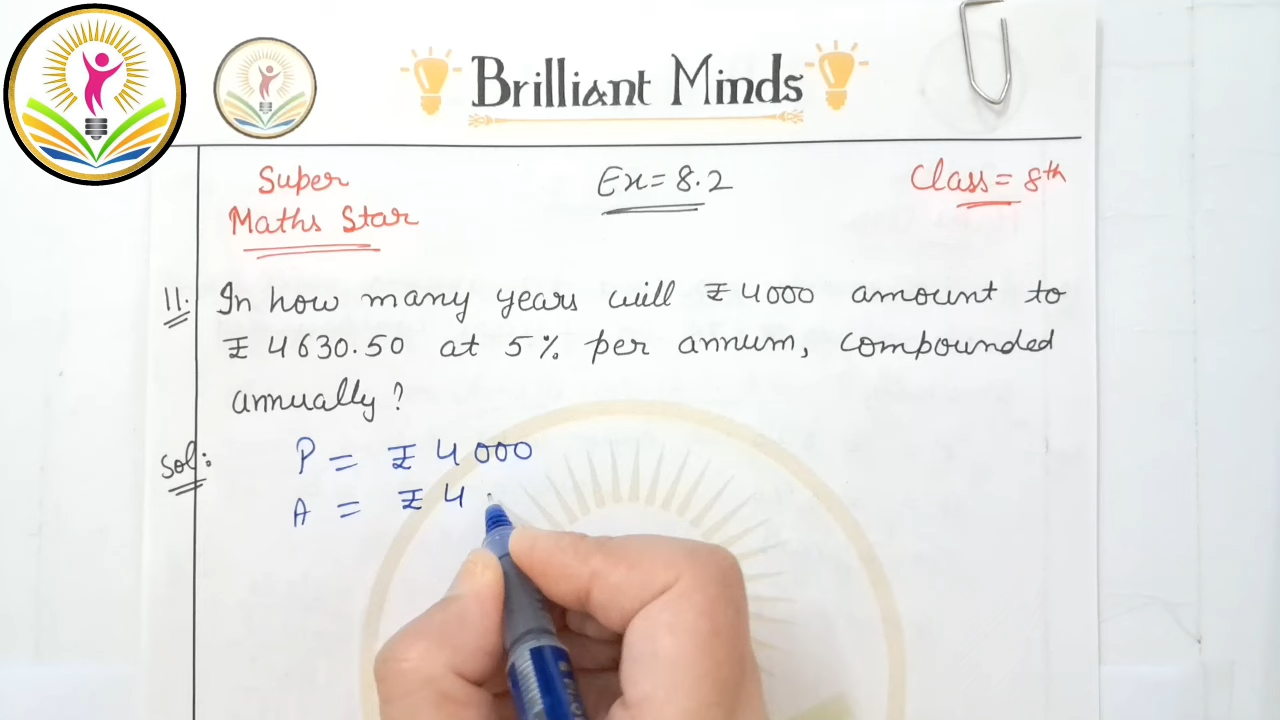 Brilliant Minds
Super
Maths Star
Ex = 8.2
Class = 8th
11. In how many years will ₹ 4000 amount to
₹ 4630.50 at 5% per annum, compounded
annually?
Sol: P = ₹ 4000
A = ₹ 4